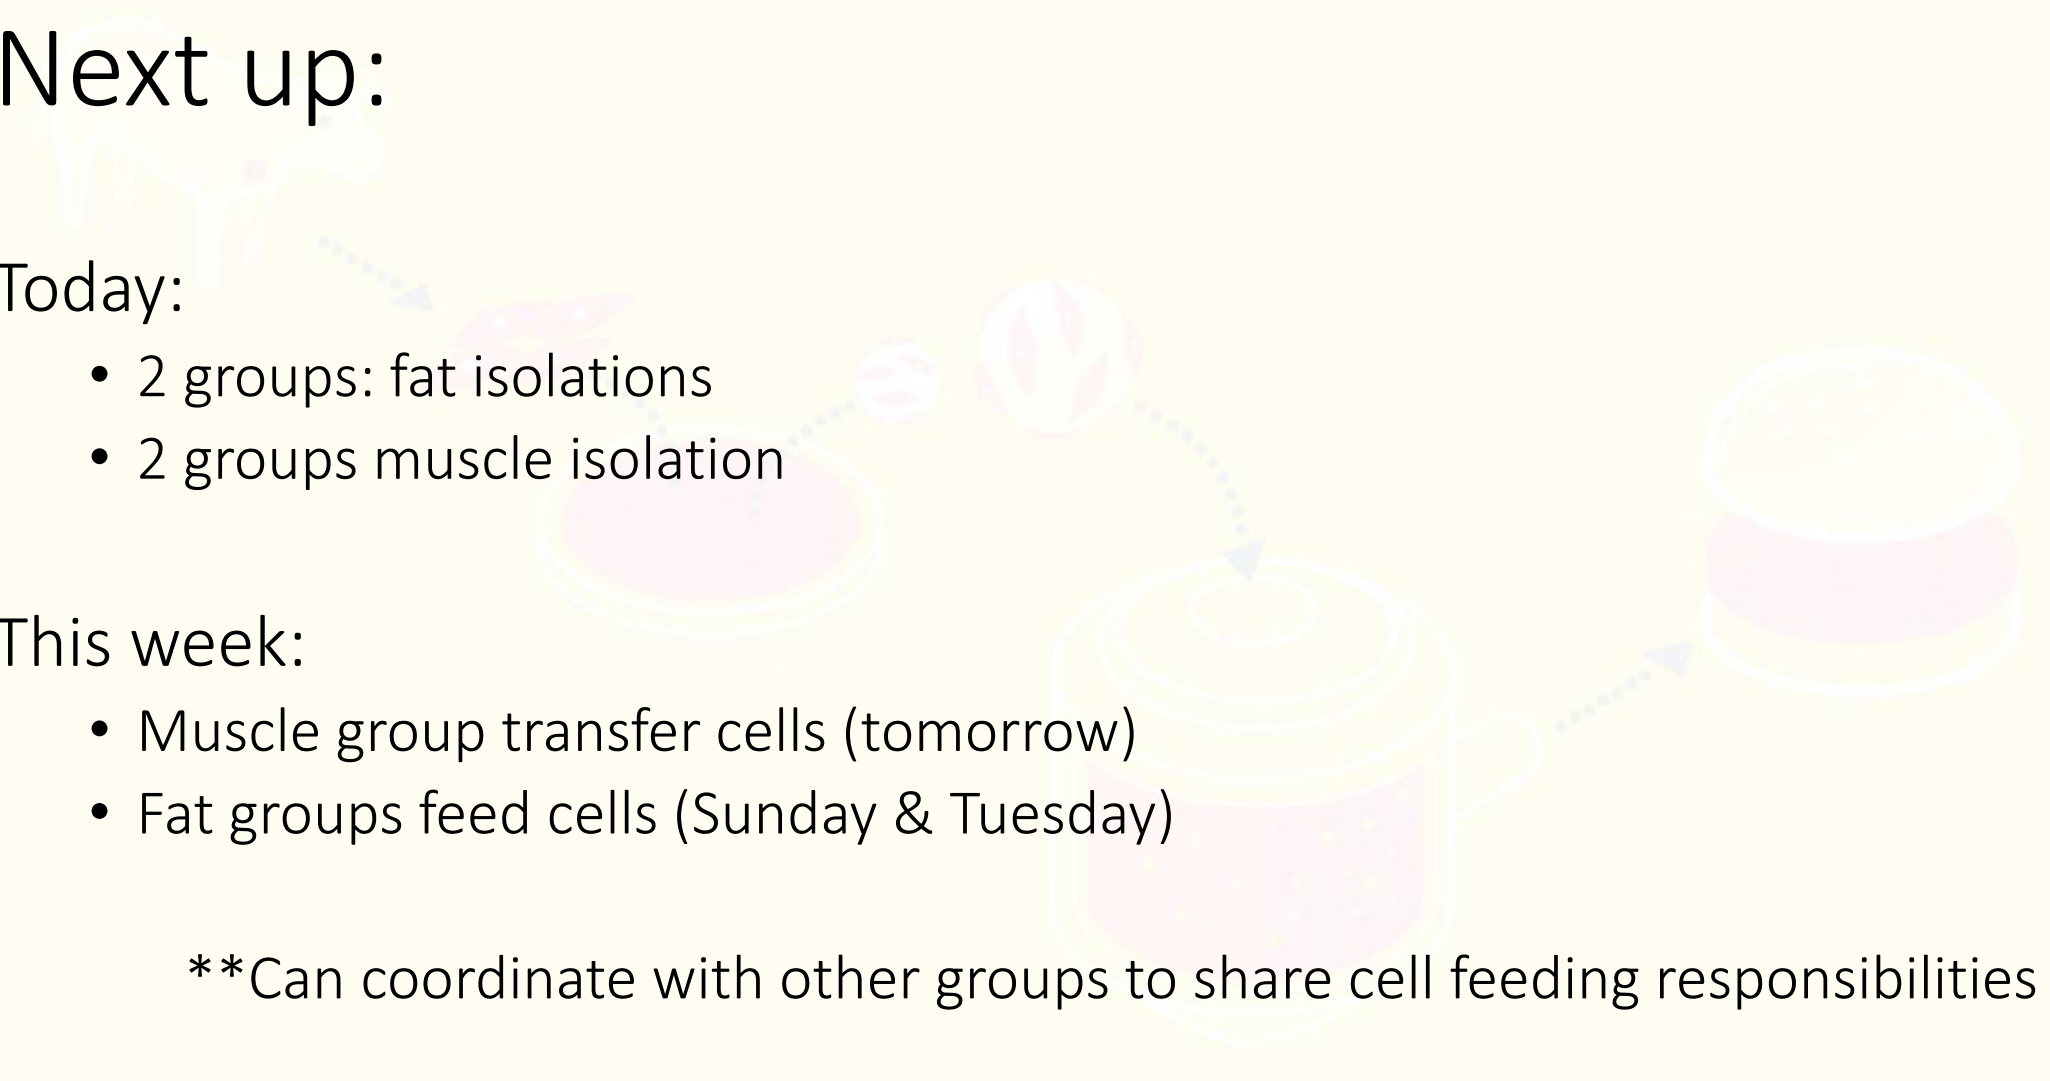 Next up:
Today:
• 2 groups: fat isolations
• 2 groups muscle isolation
This week:
• Muscle group transfer cells (tomorrow)
• Fat groups feed cells (Sunday & Tuesday)
**Can coordinate with other groups to share cell feeding responsibilities